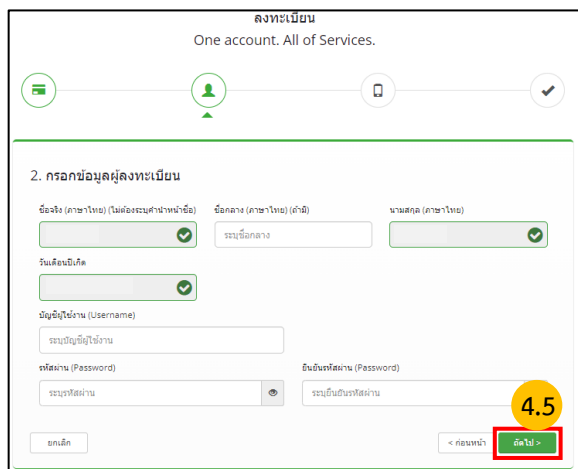 ลงทะเบียน
One account. All of Services.
2. กรอกข้อมูลผู้ลงทะเบียน
ชื่อจริง (ภาษาไทย) (ไม่ต้องระบุคำนำหน้าชื่อ) ชื่อกลาง (ภาษาไทย) (ถ้ามี) นามสกุล (ภาษาไทย)
ระบุชื่อกลาง
วันเดือนปีเกิด
บัญชีผู้ใช้งาน (Username)
ระบุบัญชีผู้ใช้งาน
รหัสผ่าน (Password) ยืนยันรหัสผ่าน (Password)
ระบุรหัสผ่าน ระบุยืนยันรหัสผ่าน
4.5
ยกเลิก < ก่อนหน้า ถัดไป >